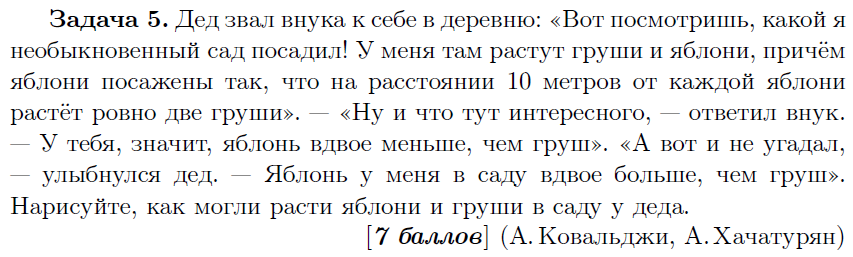 Задача 5. Дед звал внука к себе в деревню: «Вот посмотришь, какой я
необыкновенный сад посадил! У меня там растут груши и яблони, причём
яблони посажены так, что на расстоянии 10 метров от каждой яблони
растёт ровно две груши». — «Ну и что тут интересного, — ответил внук.
— У тебя, значит, яблонь вдвое меньше, чем груш». «А вот и не угадал,
— улыбнулся дед. — Яблонь у меня в саду вдвое больше, чем груш».
Нарисуйте, как могли расти яблони и груши в саду у деда.
[7 баллов] (А. Ковальджи, А. Хачатурян)